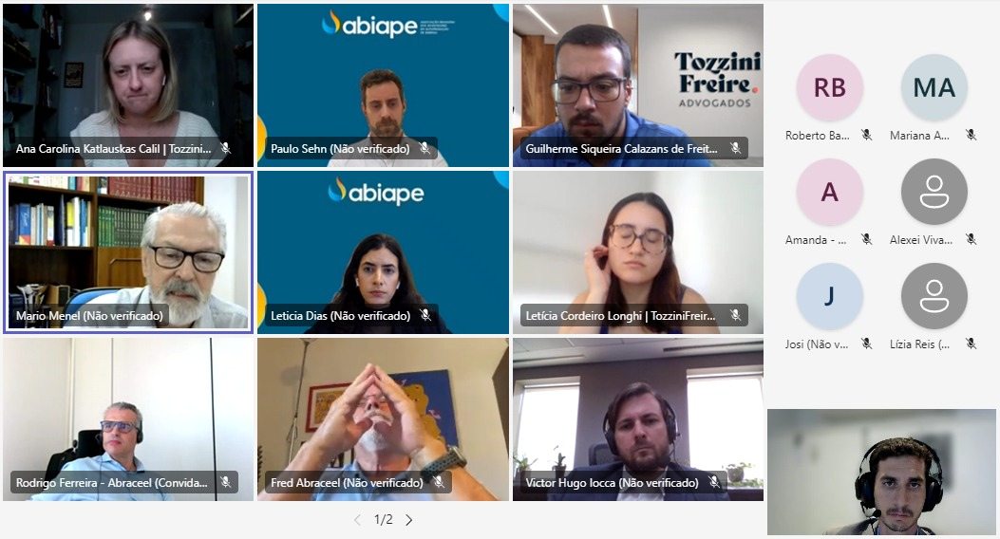 abiape
Tozzini
Freire.
ADVOGADOS
Ana Carolina Katlauskas Calil | Tozzini...
Paulo Sehn (Não verificado)
Guilherme Siqueira Calazans de Freit...
RB
MA
Roberto Ba...
Mariana A...
abiape
Mario Menel (Não verificado)
Leticia Dias (Não verificado)
Letícia Cordeiro Longhi | TozziniFreir...
A
Amanda - ...
Alexei Viva...
J
Josi (Não v...
Lízia Reis (...
Rodrigo Ferreira - Abraceel (Convida...
Fred Abraceel (Não verificado)
Victor Hugo Iocca (Não verificado)
1/2